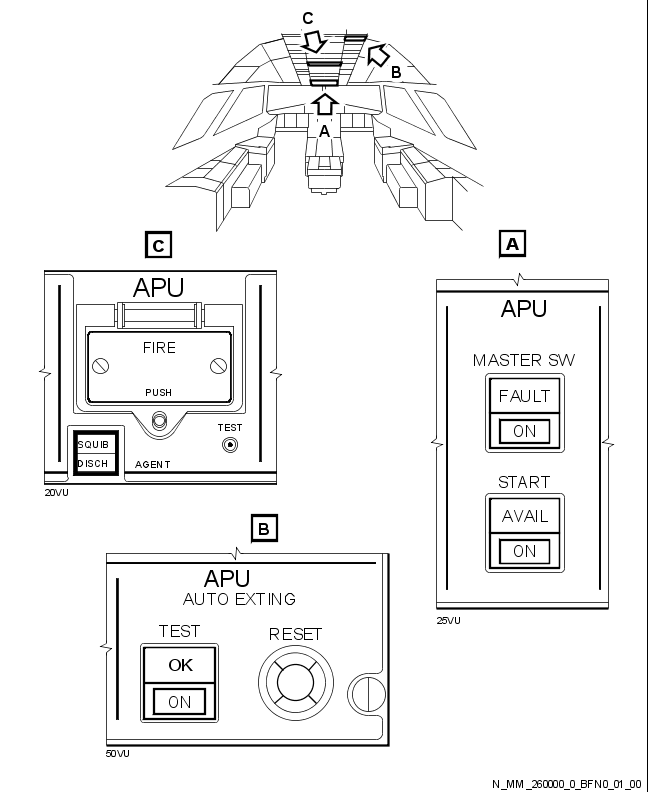 C
B
A
C
A
APU
FIRE
PUSH
TEST
SQUIB
DISCH
AGENT
20VU
APU
MASTER SW
FAULT
ON
START
AVAIL
ON
25VU
B
APU
AUTO EXTING
TEST
RESET
OK
ON
50VU
N_MM_260000_0_BFN0_01_00